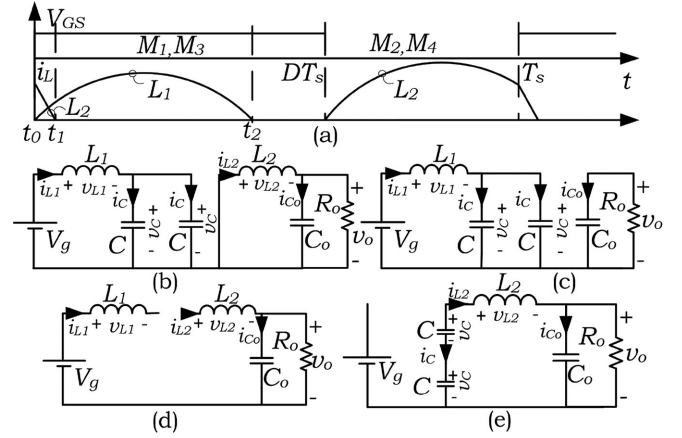 V_GS
M_1,M_3 M_2,M_4
i_L L_1 DT_s L_2 T_s t
L_2
t_0 t_1 t_2
(a)
L_1 L_2 L_1
i_L1 + v_L1 - i_C i_C i_L2 + v_L2 - i_Co R_o + i_L1 + v_L1 - i_C i_C i_Co R_o +
V_g C + v_C - C + v_C - C_o v_o - V_g C + v_C - C + v_C - C_o v_o -
(b) (c)
L_1 L_2 L_2
i_L1 + v_L1 - i_L2 + v_L2 - i_Co R_o + i_L2 + v_L2 - i_Co R_o +
V_g C_o v_o - V_g C + v_C - i_C C + v_C - C_o v_o -
(d) (e)